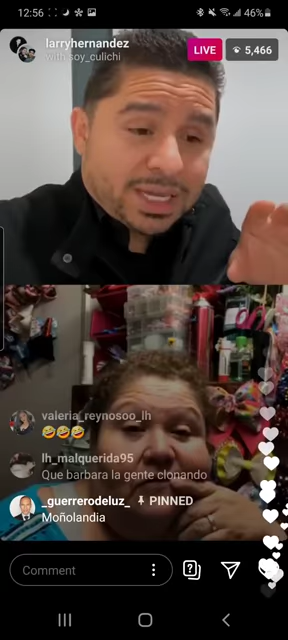 12:56
46%
larryhernandez
with soy_culichi
LIVE
5,466
valeria_reynosoo_lh
🤣🤣🤣
lh_malquerida95
Que barbara la gente clonando
_guerrerodeluz_ PINNED
Moñolandia
Comment